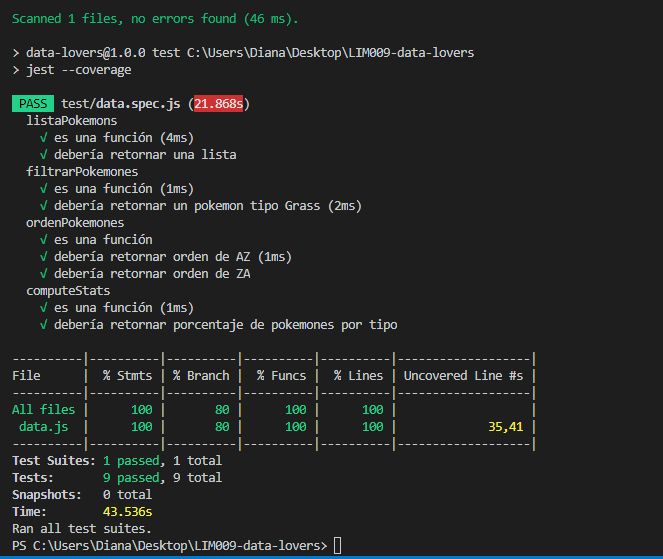 Scanned 1 files, no errors found (46 ms).
> data-lovers@1.0.0 test C:\Users\Diana\Desktop\LIM009-data-lovers
> jest --coverage
PASS test/data.spec.js (21.868s)
listaPokemons
√ es una función (4ms)
√ debería retornar una lista
filtrarPokemones
√ es una función (1ms)
√ debería retornar un pokemon tipo Grass (2ms)
ordenPokemones
√ es una función
√ debería retornar orden de AZ (1ms)
√ debería retornar orden de ZA
computeStats
√ es una función (1ms)
√ debería retornar porcentaje de pokemones por tipo
----------|----------|----------|----------|----------|-------------------|
File      |  % Stmts | % Branch |  % Funcs |  % Lines | Uncovered Line #s |
----------|----------|----------|----------|----------|-------------------|
All files |      100 |       80 |      100 |      100 |                   |
 data.js  |      100 |       80 |      100 |      100 |             35,41 |
----------|----------|----------|----------|----------|-------------------|
Test Suites: 1 passed, 1 total
Tests:       9 passed, 9 total
Snapshots:   0 total
Time:        43.536s
Ran all test suites.
PS C:\Users\Diana\Desktop\LIM009-data-lovers>